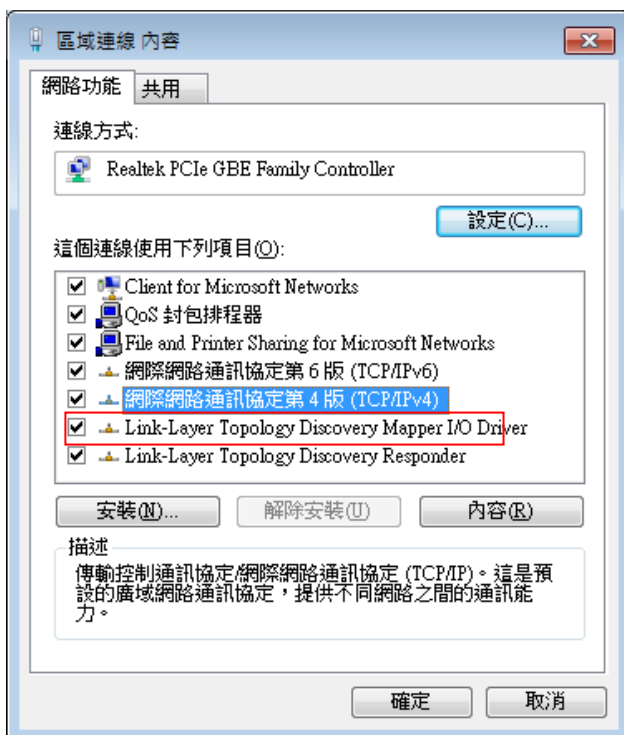 區域連線 內容
網路功能 共用
連線方式:
Realtek PCIe GBE Family Controller
設定(C)...
這個連線使用下列項目(O):
Client for Microsoft Networks
QoS 封包排程器
File and Printer Sharing for Microsoft Networks
網際網路通訊協定第 6 版 (TCP/IPv6)
網際網路通訊協定第 4 版 (TCP/IPv4)
Link-Layer Topology Discovery Mapper I/O Driver
Link-Layer Topology Discovery Responder
安裝(N)... 解除安裝(U) 內容(R)
描述
傳輸控制通訊協定/網際網路通訊協定 (TCP/IP)。這是預
設的廣域網路通訊協定，提供不同網路之間的通訊能
力。
確定 取消